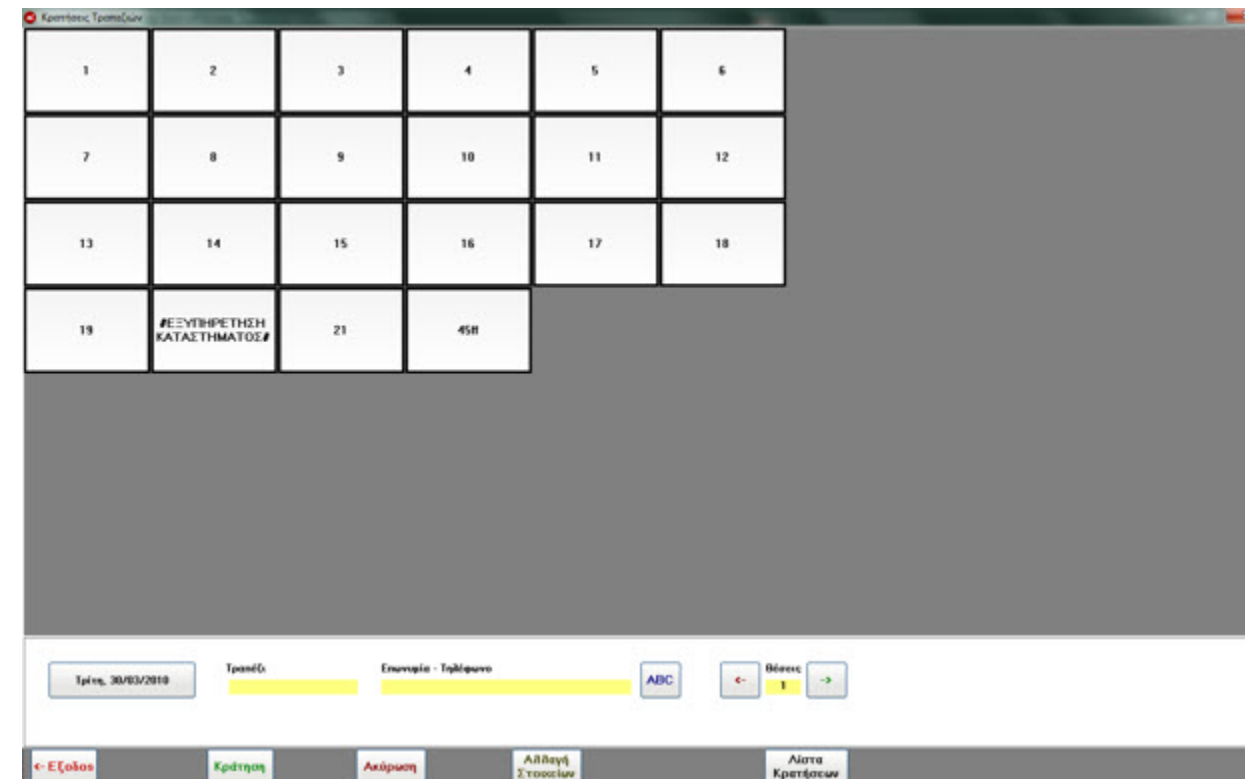 Κρατήσεις Τραπεζιών
1 2 3 4 5 6
7 8 9 10 11 12
13 14 15 16 17 18
19 #ΕΞΥΠΗΡΕΤΗΣΗ ΚΑΤΑΣΤΗΜΑΤΟΣ# 21
Τραπέζι Επωνυμία - Τηλέφωνο Θέσεις
Τρίτη, 30/03/2010 ABC <- 1 ->
<- Εξοδος Κράτηση Ακύρωση Αλλαγή Στοιχείων Λίστα Κρατήσεων